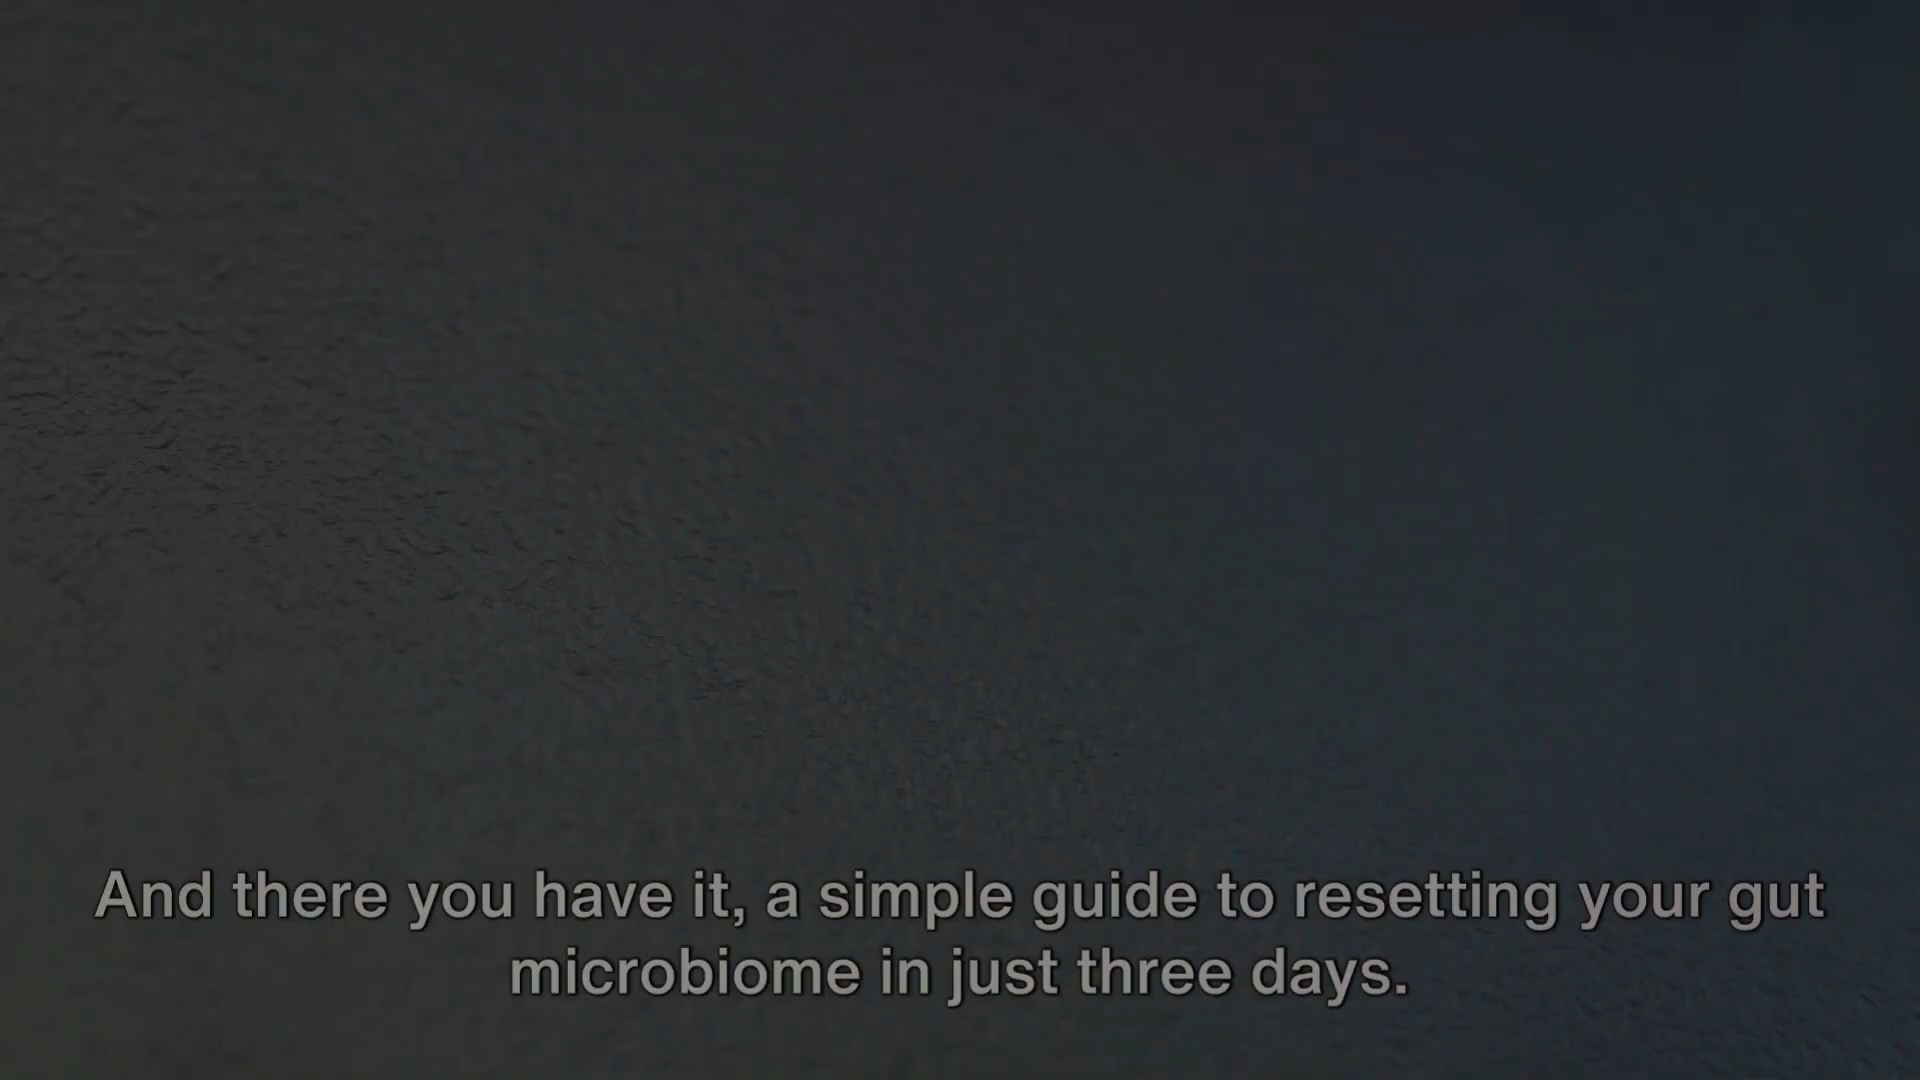 And there you have it, a simple guide to resetting your gut
microbiome in just three days.